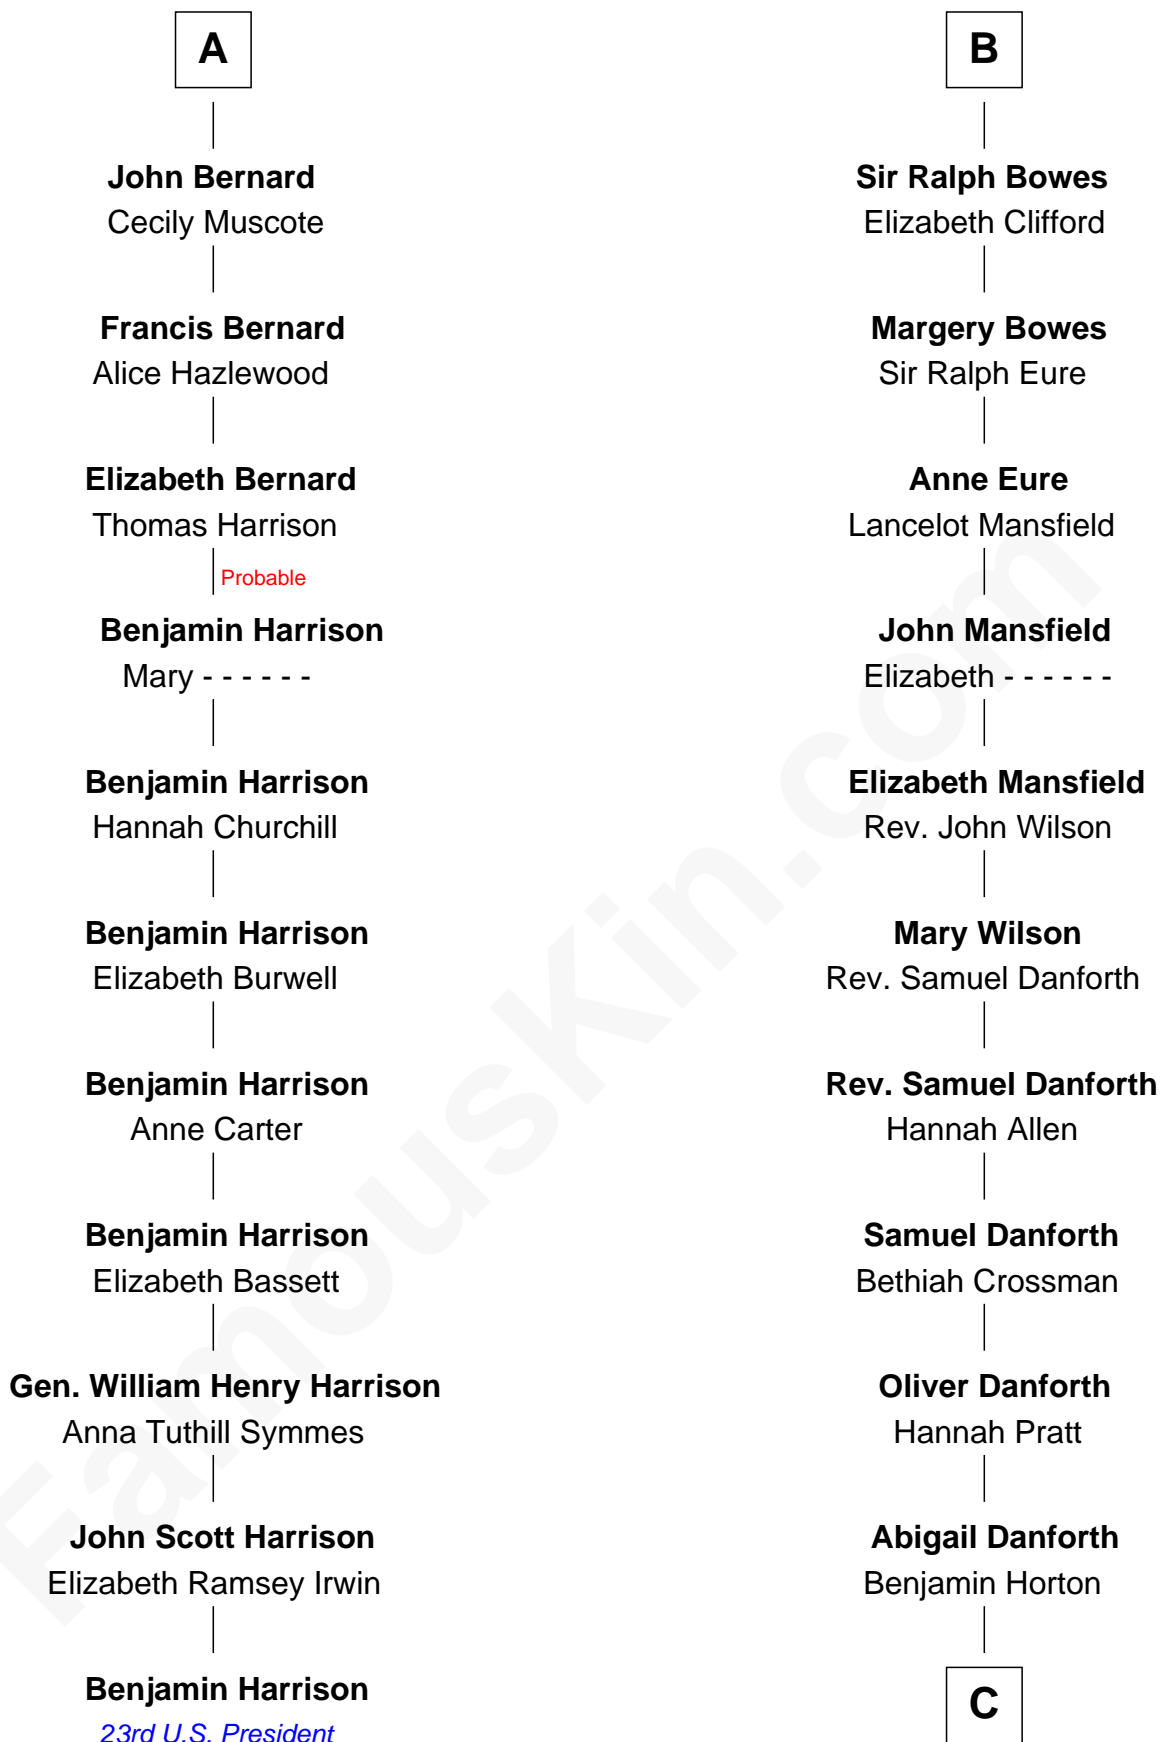 A
John Bernard
Cecily Muscote
Francis Bernard
Alice Hazlewood
Elizabeth Bernard
Thomas Harrison
Probable
Benjamin Harrison
Mary - - - - - -
Benjamin Harrison
Hannah Churchill
Benjamin Harrison
Elizabeth Burwell
Benjamin Harrison
Anne Carter
Benjamin Harrison
Elizabeth Bassett
Gen. William Henry Harrison
Anna Tuthill Symmes
John Scott Harrison
Elizabeth Ramsey Irwin
Benjamin Harrison
23rd U.S. President
B
Sir Ralph Bowes
Elizabeth Clifford
Margery Bowes
Sir Ralph Eure
Anne Eure
Lancelot Mansfield
John Mansfield
Elizabeth - - - - - -
Elizabeth Mansfield
Rev. John Wilson
Mary Wilson
Rev. Samuel Danforth
Rev. Samuel Danforth
Hannah Allen
Samuel Danforth
Bethiah Crossman
Oliver Danforth
Hannah Pratt
Abigail Danforth
Benjamin Horton
C
FamousKin.com